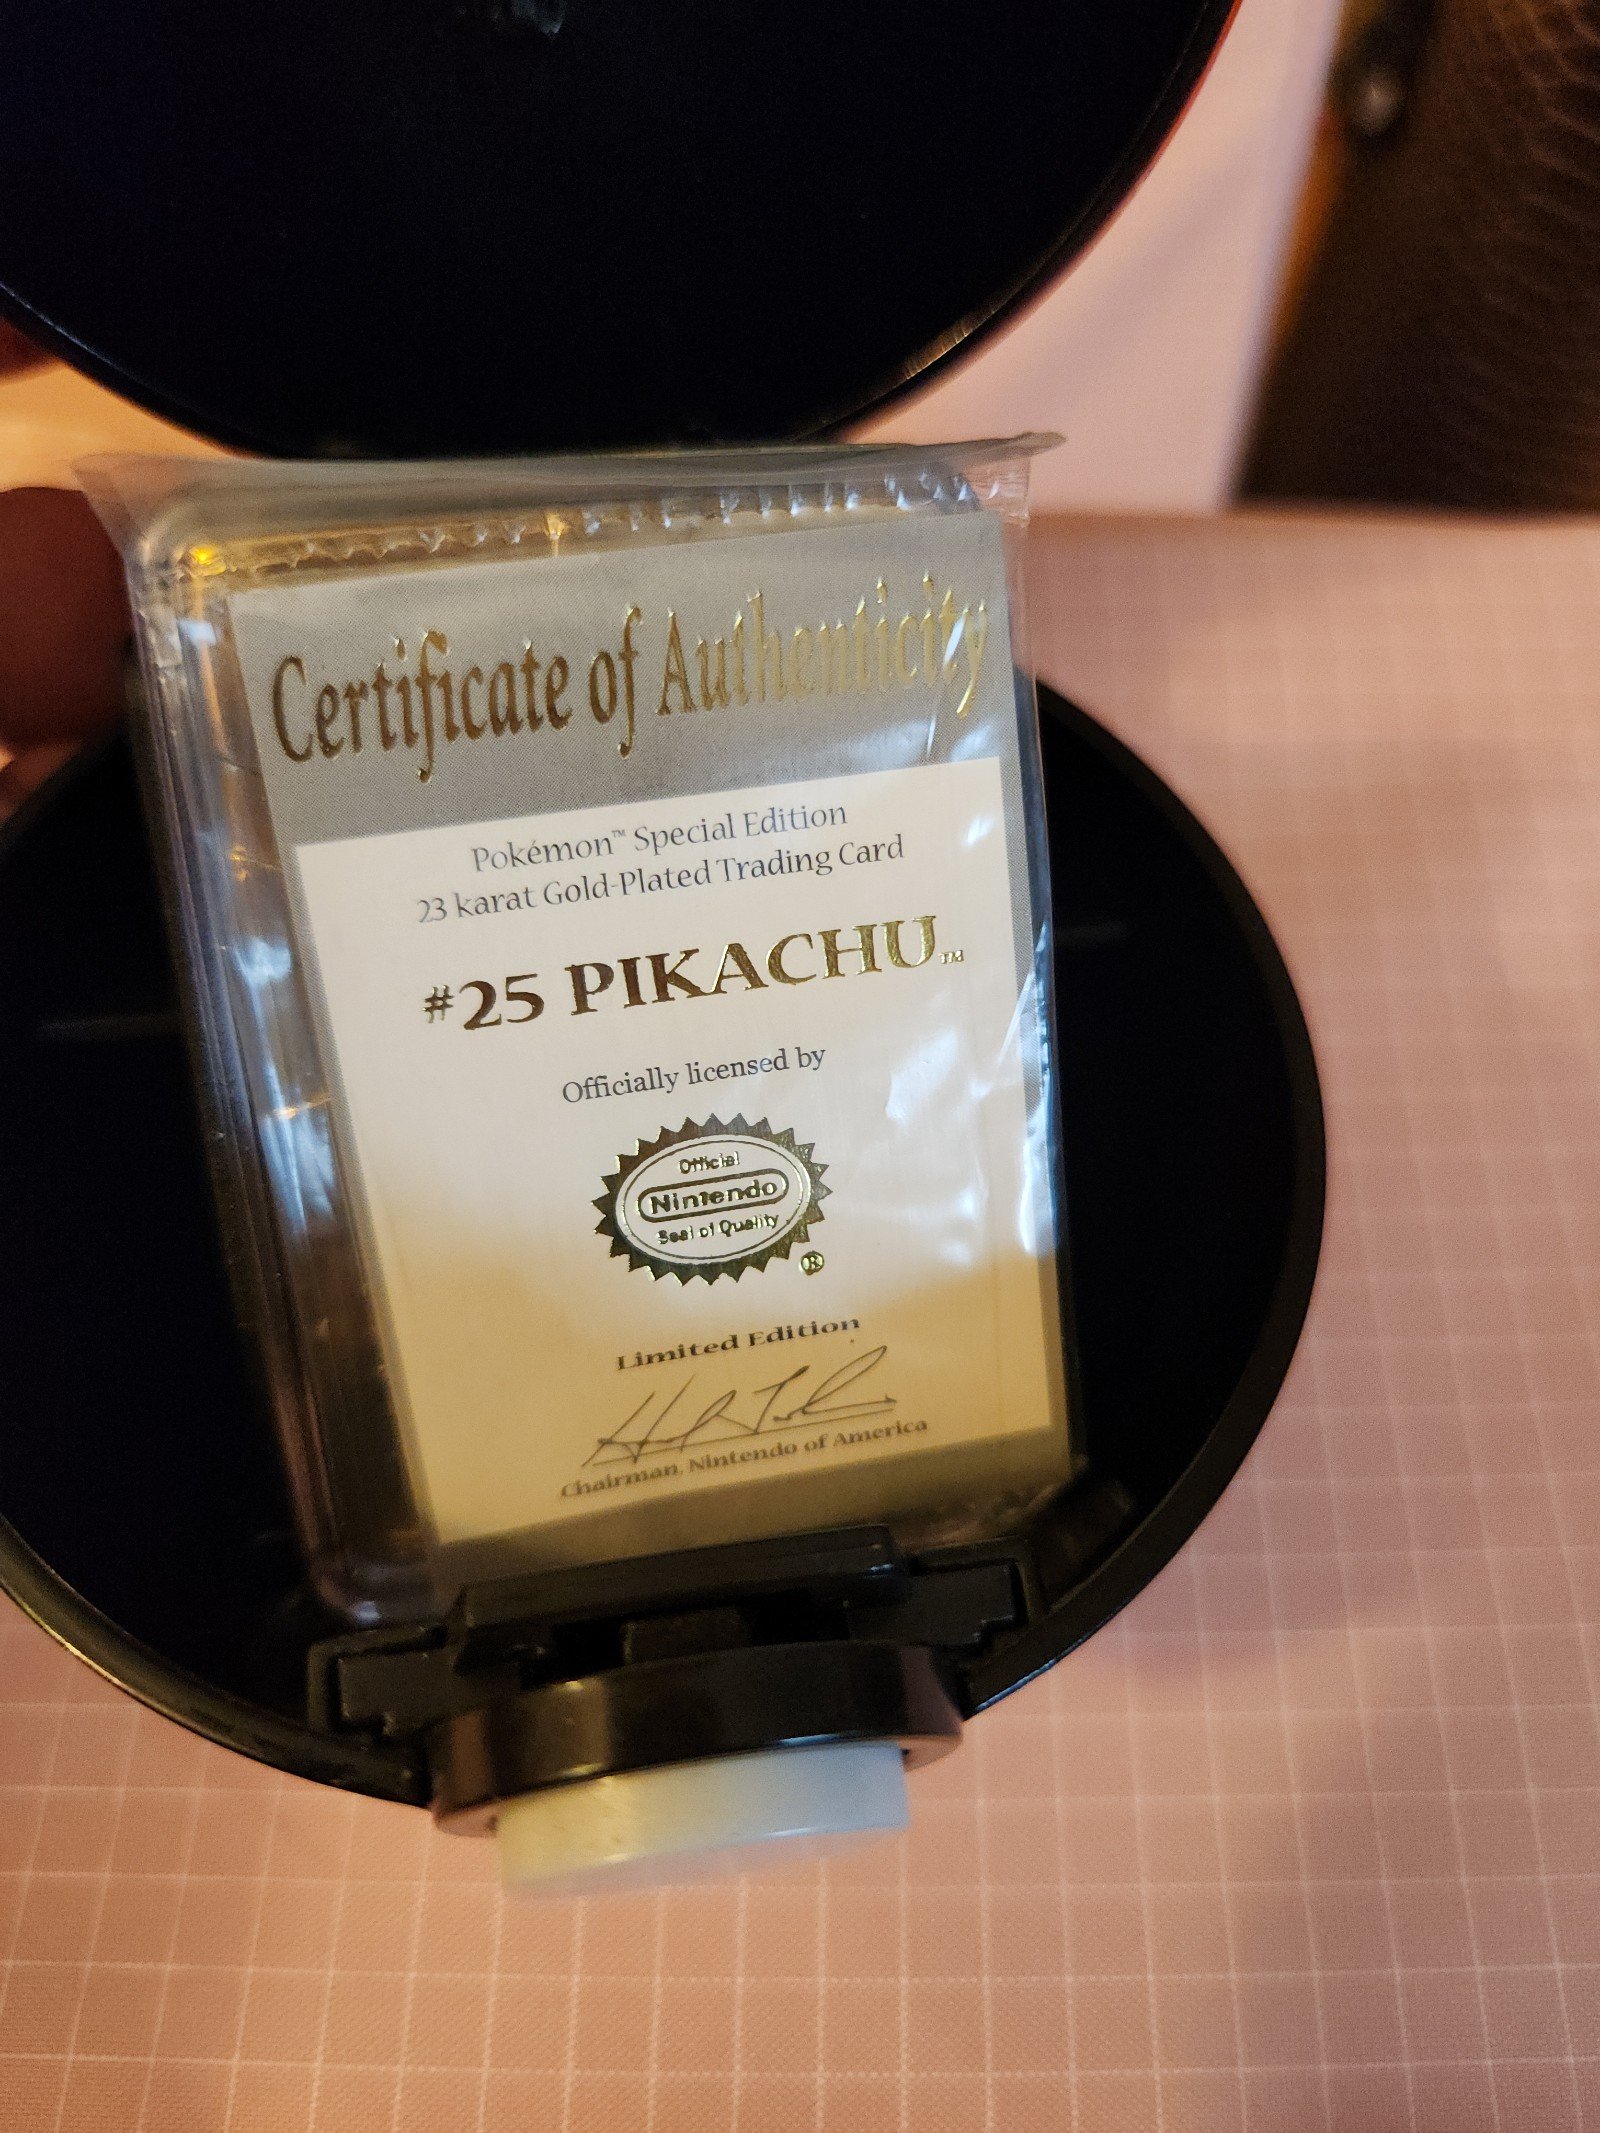 Certificate of Authenticity
Pokémon™ Special Edition
23 karat Gold-Plated Trading Card
#25 PIKACHU™
Officially licensed by
Official
Nintendo
Seal of Quality
®
Limited Edition
Chairman, Nintendo of America